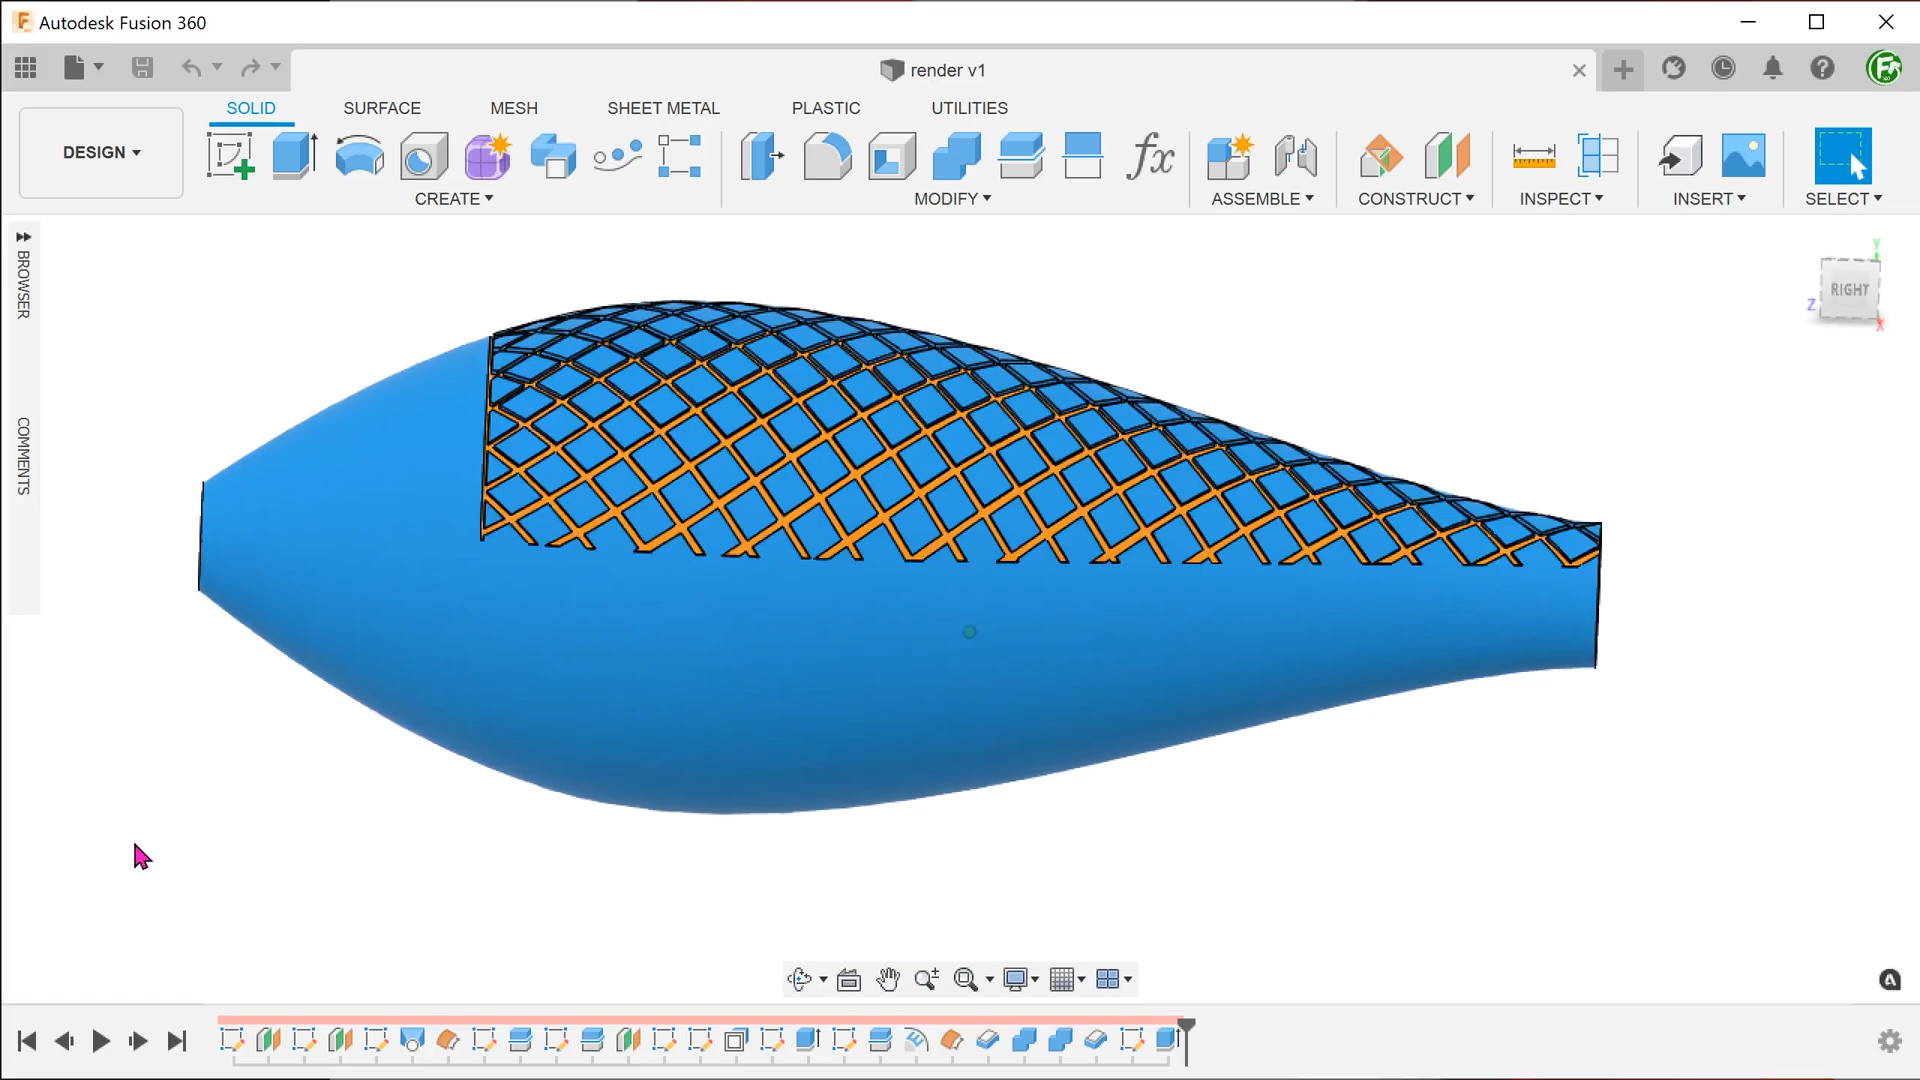 Autodesk Fusion 360
render v1
SOLID SURFACE MESH SHEET METAL PLASTIC UTILITIES
DESIGN
fx
CREATE MODIFY ASSEMBLE CONSTRUCT INSPECT INSERT SELECT
BROWSER
COMMENTS
Y
RIGHT
Z
X